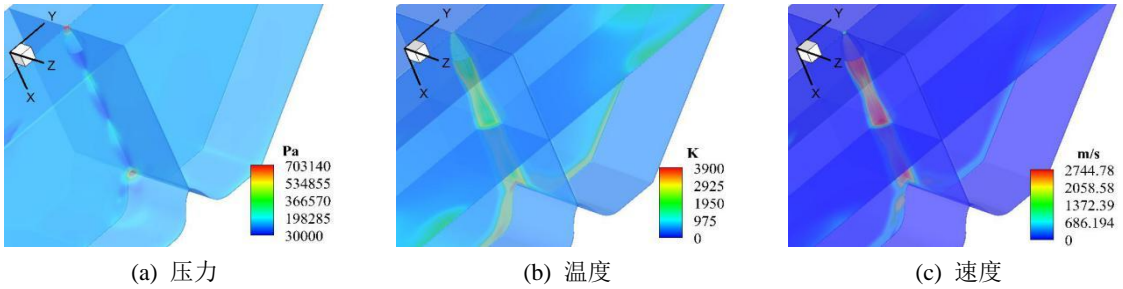 Y
Z
X
Pa
703140
534855
366570
198285
30000
(a) 压力
Y
Z
X
K
3900
2925
1950
975
0
(b) 温度
Y
Z
X
m/s
2744.78
2058.58
1372.39
686.194
0
(c) 速度